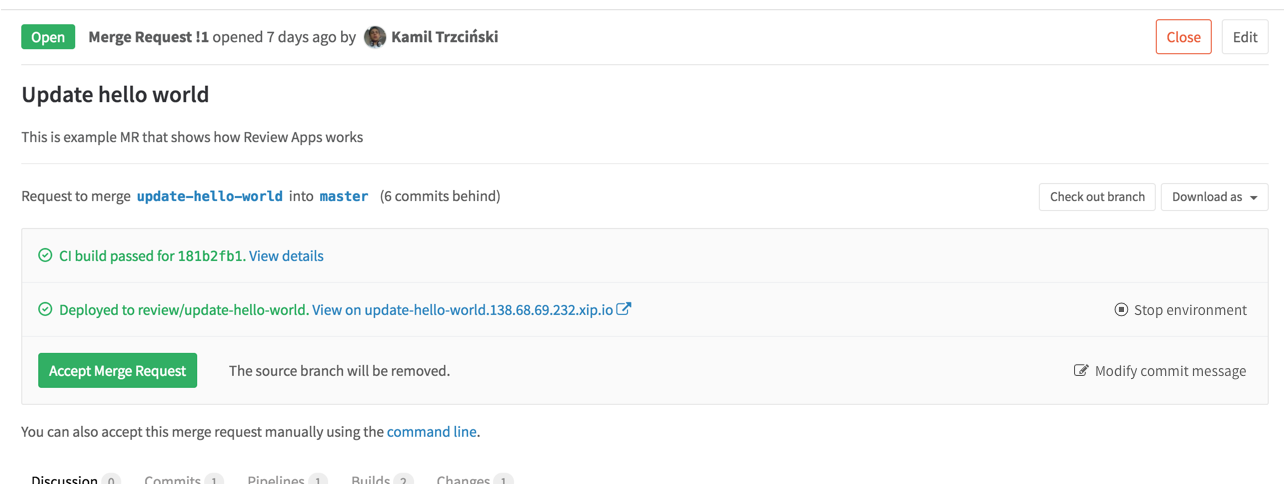 Open Merge Request !1 opened 7 days ago by Kamil Trzciński Close Edit
Update hello world
This is example MR that shows how Review Apps works
Request to merge update-hello-world into master (6 commits behind) Check out branch Download as
CI build passed for 181b2fb1. View details
Deployed to review/update-hello-world. View on update-hello-world.138.68.69.232.xip.io Stop environment
Accept Merge Request The source branch will be removed. Modify commit message
You can also accept this merge request manually using the command line.
Discussion 0 Commits 1 Pipelines 1 Builds 2 Changes 1